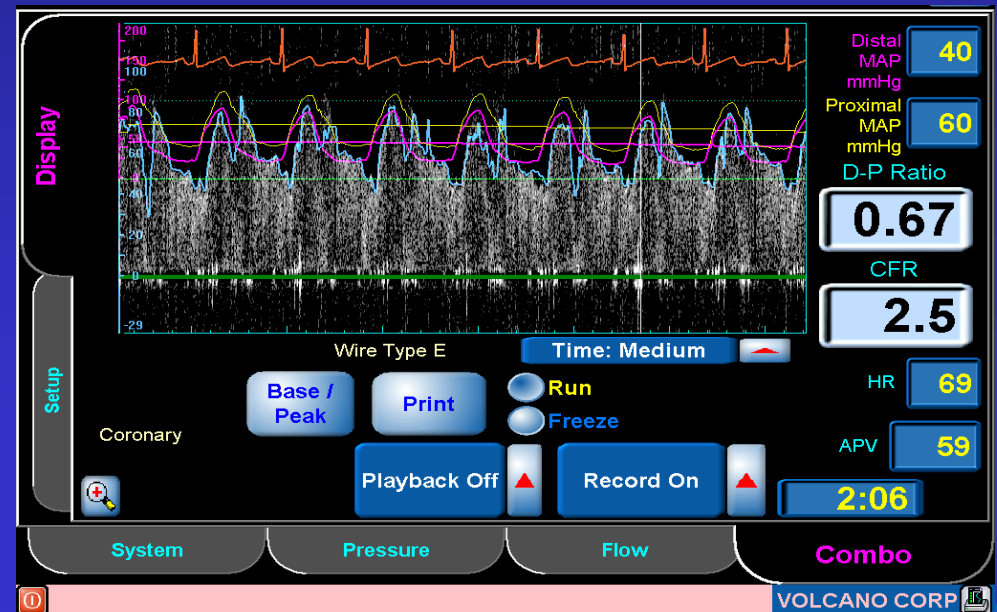 Display
Setup
200
150
100
100
80
60
40
20
0
-29
Distal
MAP
mmHg
40
Proximal
MAP
mmHg
60
D-P Ratio
0.67
CFR
2.5
HR
69
APV
59
2:06
Wire Type E
Time: Medium
Base /
Peak
Print
Run
Freeze
Coronary
Playback Off
Record On
System
Pressure
Flow
Combo
VOLCANO CORP